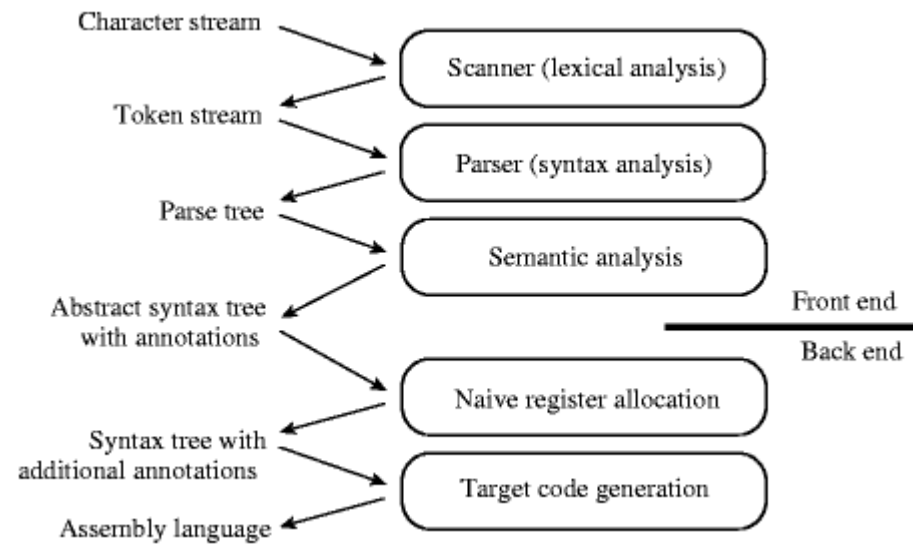 Character stream
Scanner (lexical analysis)
Token stream
Parser (syntax analysis)
Parse tree
Semantic analysis
Abstract syntax tree
with annotations
Front end
Back end
Naive register allocation
Syntax tree with
additional annotations
Target code generation
Assembly language